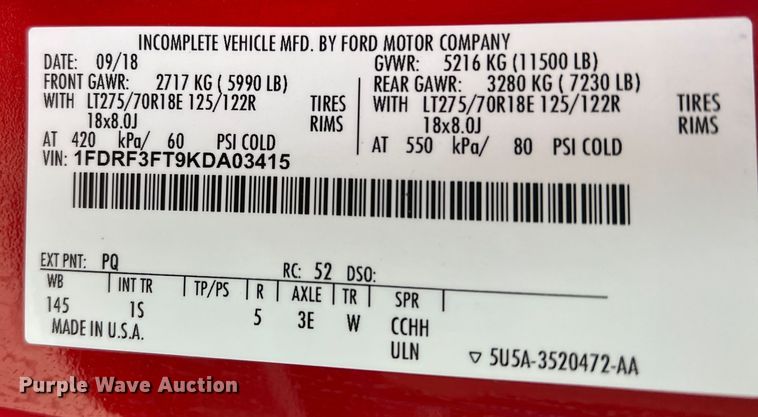 INCOMPLETE VEHICLE MFD. BY FORD MOTOR COMPANY
DATE: 09/18 GVWR: 5216 KG (11500 LB)
FRONT GAWR: 2717 KG ( 5990 LB) REAR GAWR: 3280 KG ( 7230 LB)
WITH LT275/70R18E 125/122R TIRES WITH LT275/70R18E 125/122R TIRES
18x8.0J RIMS 18x8.0J RIMS
AT 420 kPa/ 60 PSI COLD AT 550 kPa/ 80 PSI COLD
VIN: 1FDRF3FT9KDA03415
EXT PNT: PQ RC: 52 DSO:
WB INT TR TP/PS R AXLE TR SPR
145 1S 5 3E W CCHH
MADE IN U.S.A. ULN ▽ 5U5A-3520472-AA
Purple Wave Auction